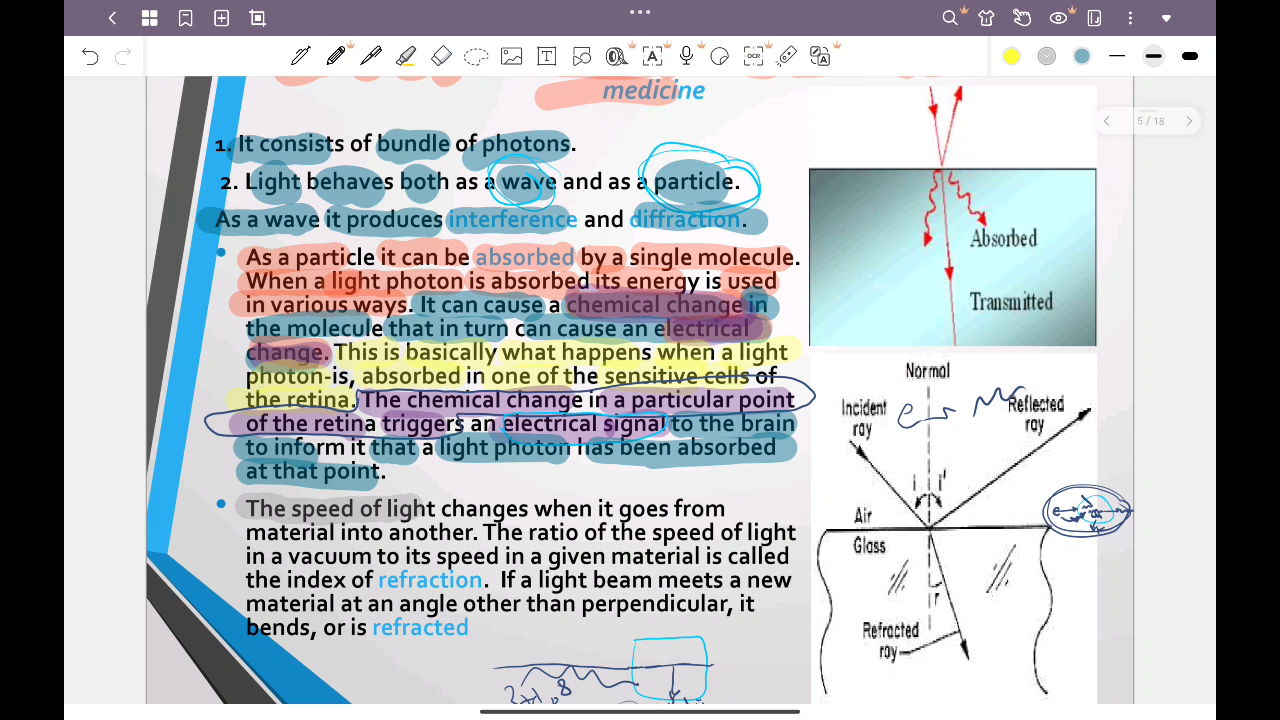 5 / 18
medicine
1. It consists of bundle of photons.
2. Light behaves both as a wave and as a particle.
As a wave it produces interference and diffraction.
• As a particle it can be absorbed by a single molecule.
When a light photon is absorbed its energy is used
in various ways. It can cause a chemical change in
the molecule that in turn can cause an electrical
change. This is basically what happens when a light
photon is, absorbed in one of the sensitive cells of
the retina. The chemical change in a particular point
of the retina triggers an electrical signal to the brain
to inform it that a light photon has been absorbed
at that point.
• The speed of light changes when it goes from
material into another. The ratio of the speed of light
in a vacuum to its speed in a given material is called
the index of refraction. If a light beam meets a new
material at an angle other than perpendicular, it
bends, or is refracted
Absorbed
Transmitted
Normal
Incident
ray
Reflected
ray
i i'
Air
Glass
r
Refracted
ray